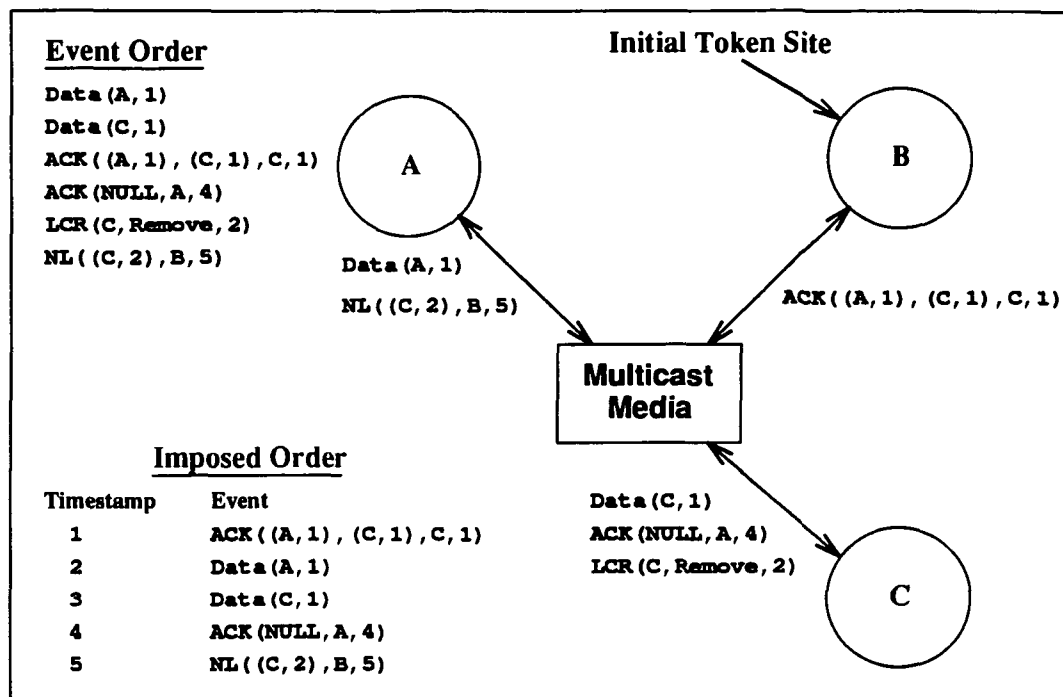 Event Order
Data(A,1)
Data(C,1)
ACK((A,1),(C,1),C,1)
ACK(NULL,A,4)
LCR(C,Remove,2)
NL((C,2),B,5)
Initial Token Site
A
B
Data(A,1)
NL((C,2),B,5)
ACK((A,1),(C,1),C,1)
Multicast
Media
Data(C,1)
ACK(NULL,A,4)
LCR(C,Remove,2)
C
Imposed Order
Timestamp Event
1 ACK((A,1),(C,1),C,1)
2 Data(A,1)
3 Data(C,1)
4 ACK(NULL,A,4)
5 NL((C,2),B,5)